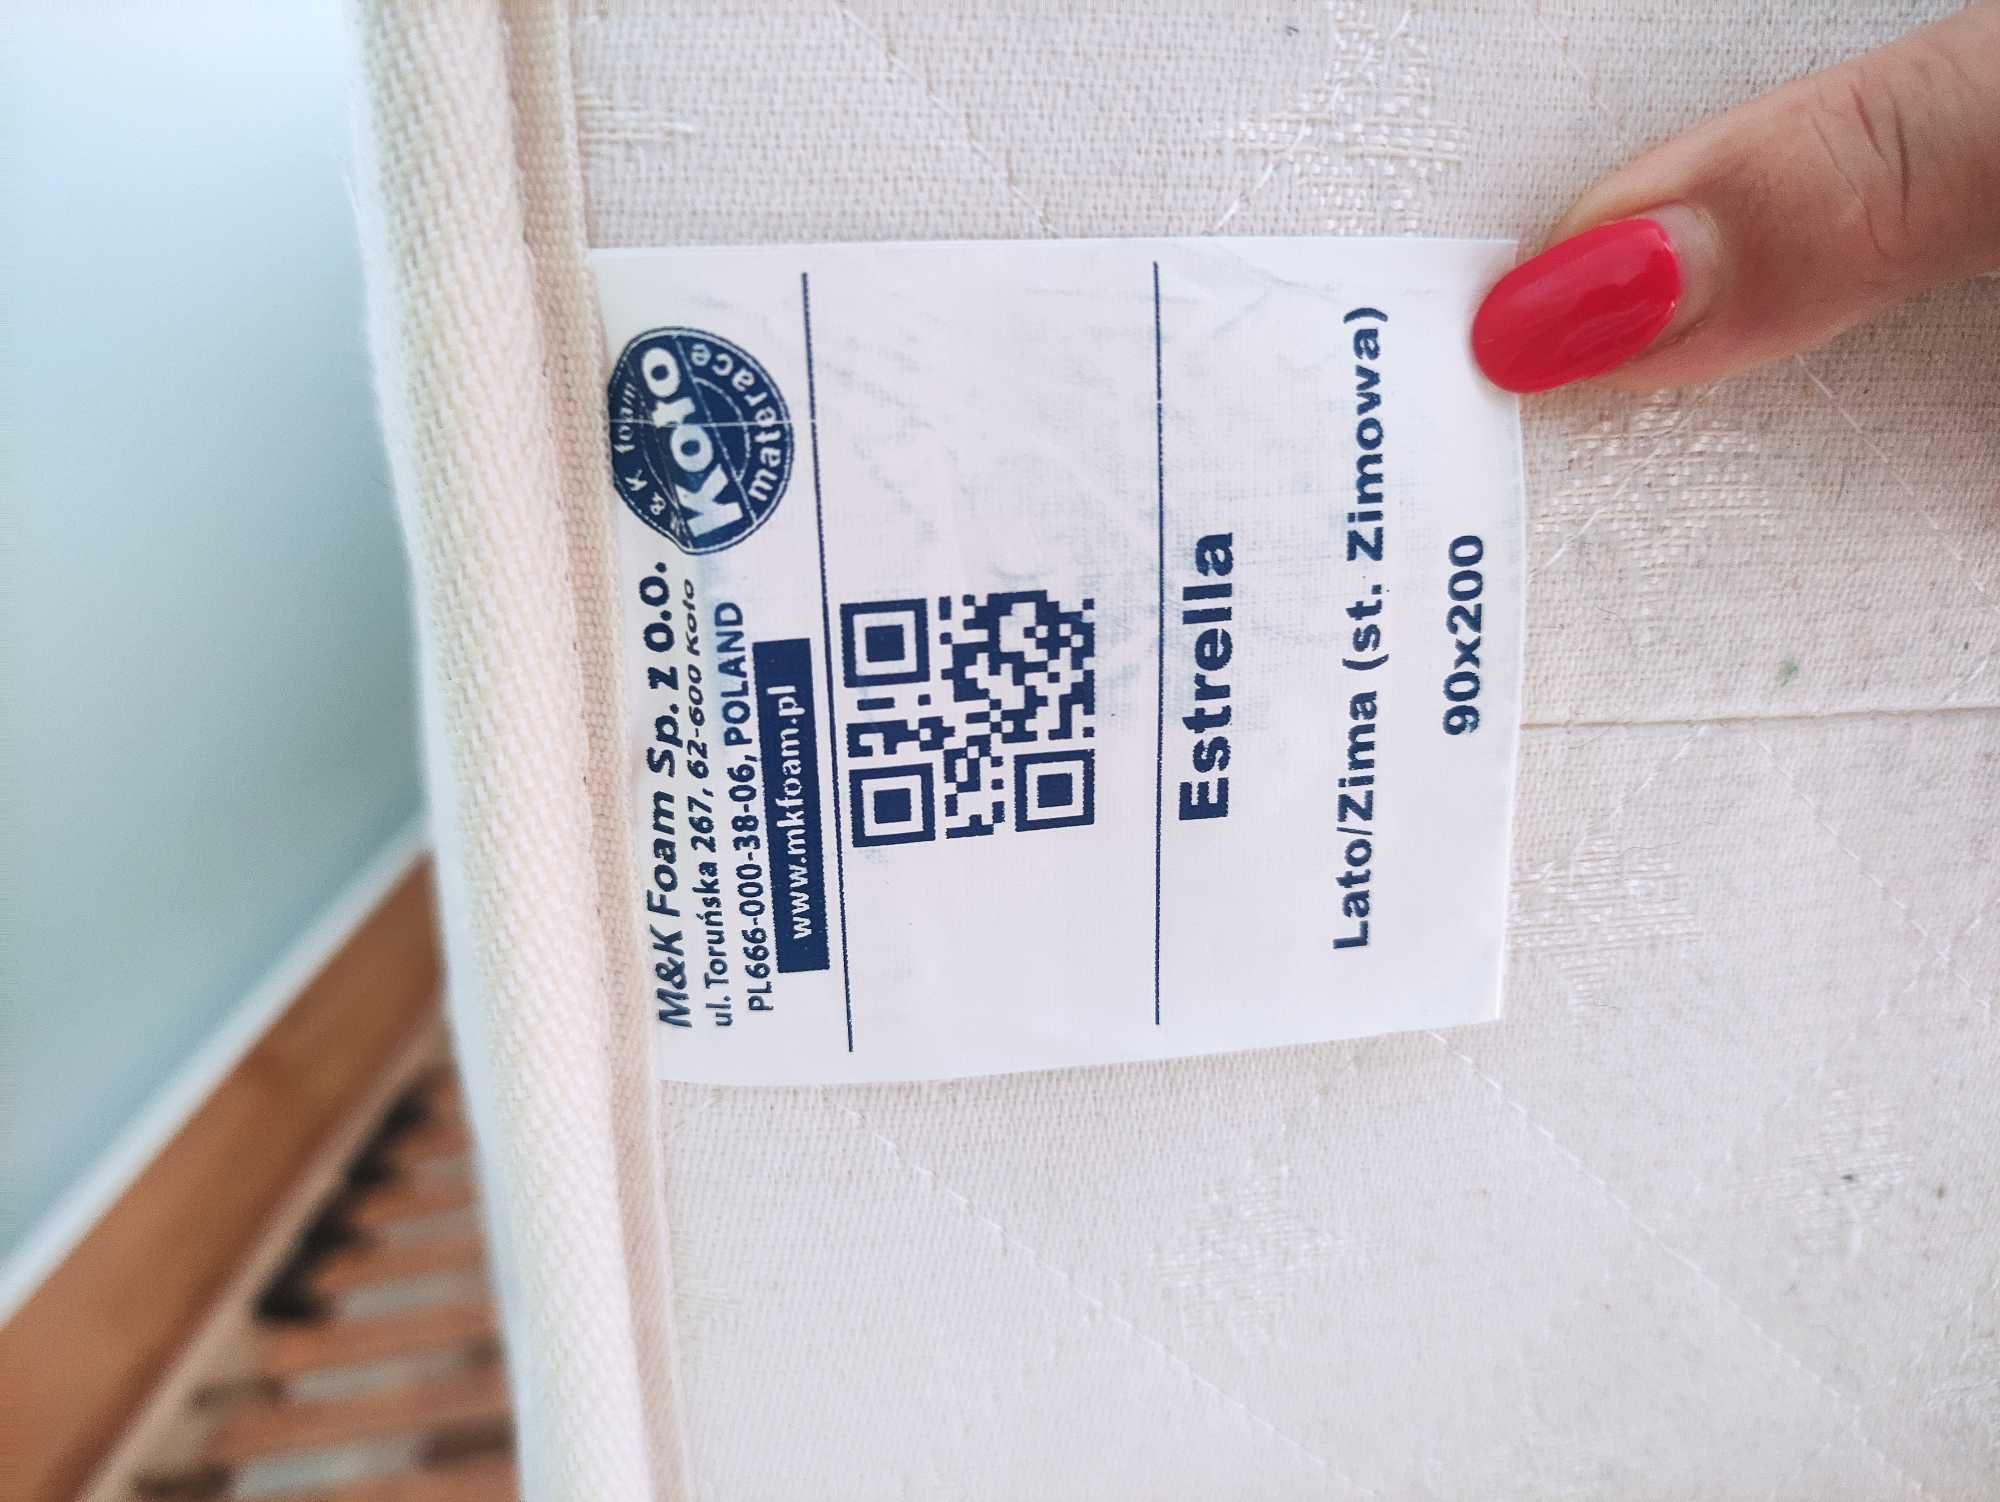 M&K Foam Sp. z o.o.
ul. Toruńska 267, 62-600 Koło
PL666-000-38-06, POLAND
www.mkfoam.pl
M & K foam
Koło
materace
Estrella
Lato/Zima (st. Zimowa)
90x200